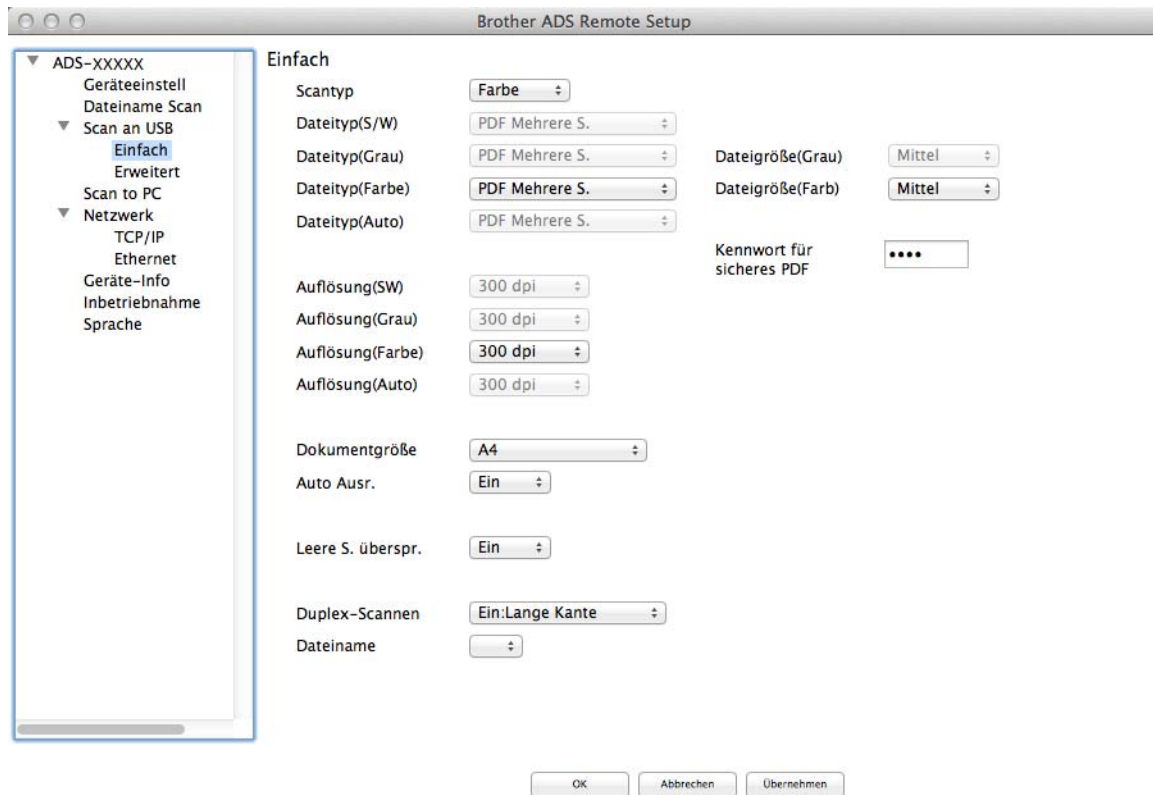 Brother ADS Remote Setup
ADS-XXXXX
Geräteeinstell
Dateiname Scan
Scan an USB
Einfach
Erweitert
Scan to PC
Netzwerk
TCP/IP
Ethernet
Geräte-Info
Inbetriebnahme
Sprache
Einfach
Scantyp Farbe
Dateityp(S/W) PDF Mehrere S.
Dateityp(Grau) PDF Mehrere S. Dateigröße(Grau) Mittel
Dateityp(Farbe) PDF Mehrere S. Dateigröße(Farb) Mittel
Dateityp(Auto) PDF Mehrere S.
Kennwort für
sicheres PDF ••••
Auflösung(SW) 300 dpi
Auflösung(Grau) 300 dpi
Auflösung(Farbe) 300 dpi
Auflösung(Auto) 300 dpi
Dokumentgröße A4
Auto Ausr. Ein
Leere S. überspr. Ein
Duplex-Scannen Ein:Lange Kante
Dateiname
OK Abbrechen Übernehmen